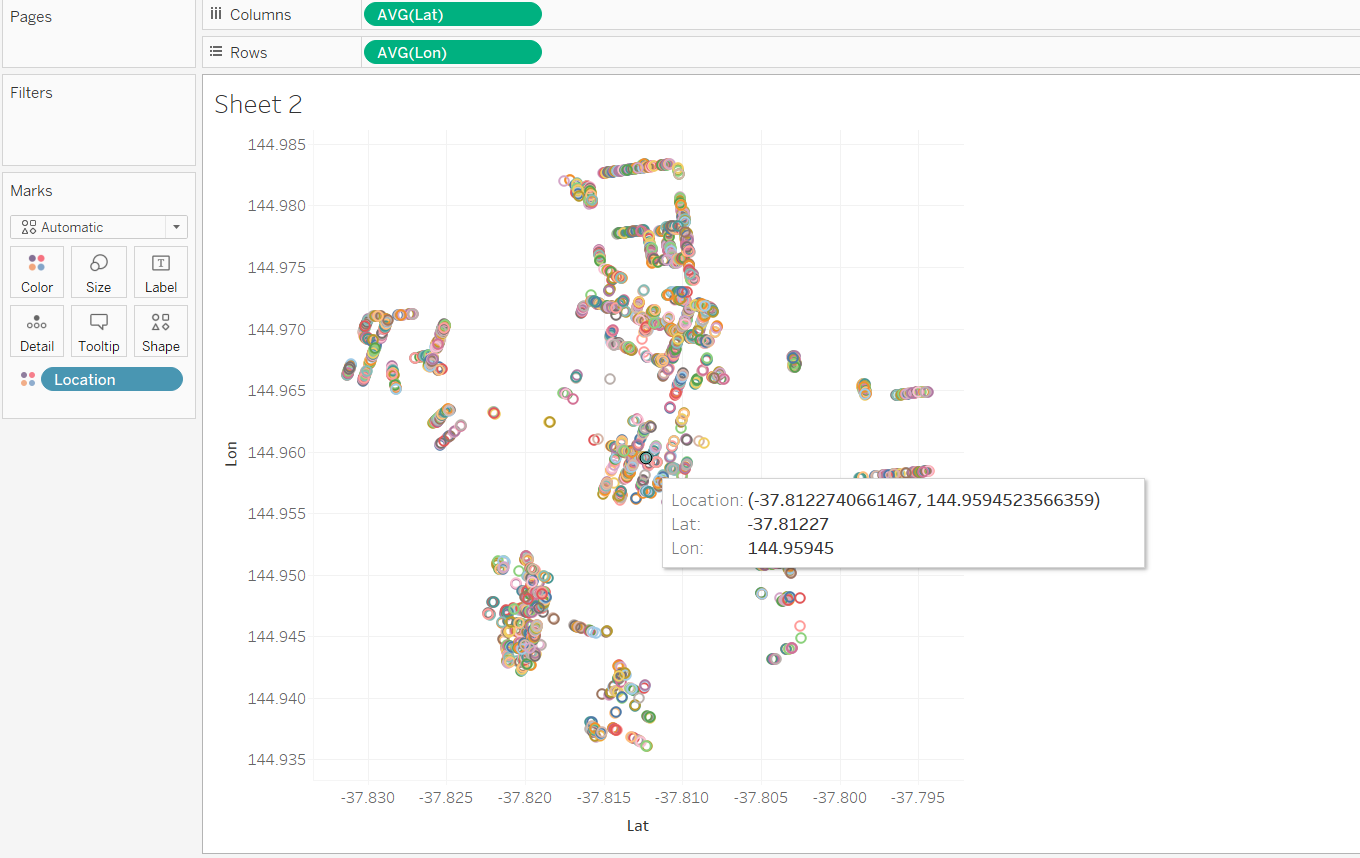 Pages
Columns
AVG(Lat)
Rows
AVG(Lon)
Filters
Marks
Automatic
Color
Size
Label
Detail
Tooltip
Shape
Location
Sheet 2
144.985
144.980
144.975
144.970
144.965
144.960
144.955
144.950
144.945
144.940
144.935
Lon
Location: (-37.8122740661467, 144.9594523566359)
Lat: -37.81227
Lon: 144.95945
-37.830 -37.825 -37.820 -37.815 -37.810 -37.805 -37.800 -37.795
Lat